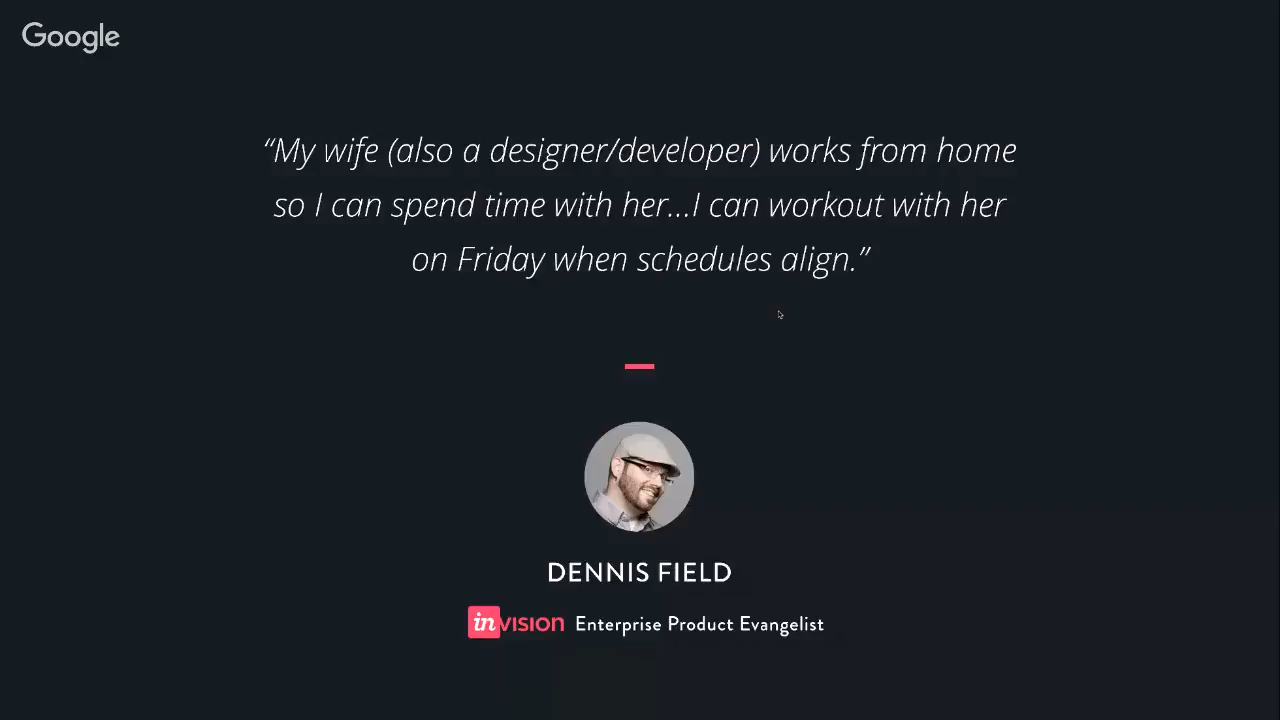 Google
“My wife (also a designer/developer) works from home
so I can spend time with her...I can workout with her
on Friday when schedules align.”
DENNIS FIELD
inVISION Enterprise Product Evangelist